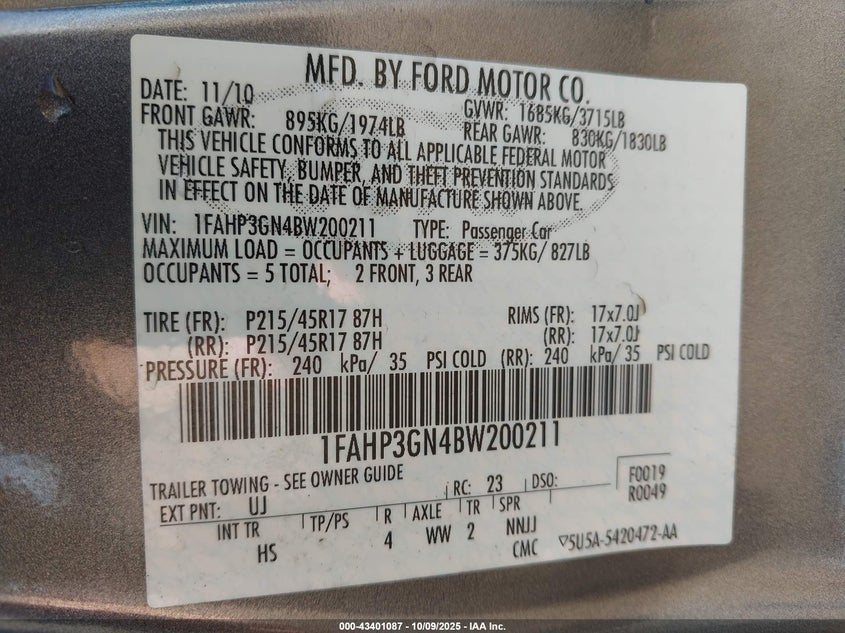 MFD. BY FORD MOTOR CO.
DATE: 11/10 GVWR: 1685KG/3715LB
FRONT GAWR: 895KG/1974LB REAR GAWR: 830KG/1830LB
THIS VEHICLE CONFORMS TO ALL APPLICABLE FEDERAL MOTOR
VEHICLE SAFETY, BUMPER, AND THEFT PREVENTION STANDARDS
IN EFFECT ON THE DATE OF MANUFACTURE SHOWN ABOVE.
VIN: 1FAHP3GN4BW200211 TYPE: Passenger Car
MAXIMUM LOAD = OCCUPANTS + LUGGAGE = 375KG/ 827LB
OCCUPANTS = 5 TOTAL; 2 FRONT, 3 REAR
TIRE (FR): P215/45R17 87H RIMS (FR): 17x7.0J
(RR): P215/45R17 87H (RR): 17x7.0J
PRESSURE (FR): 240 kPa/ 35 PSI COLD (RR): 240 kPa/ 35 PSI COLD
1FAHP3GN4BW200211
TRAILER TOWING - SEE OWNER GUIDE
EXT PNT: UJ RC: 23 DSO: F0019
R0049
INT TR TP/PS R AXLE TR SPR
HS 4 WW 2 NNJJ
CMC
▽5U5A-5420472-AA
000-43401087 - 10/09/2025 - IAA Inc.